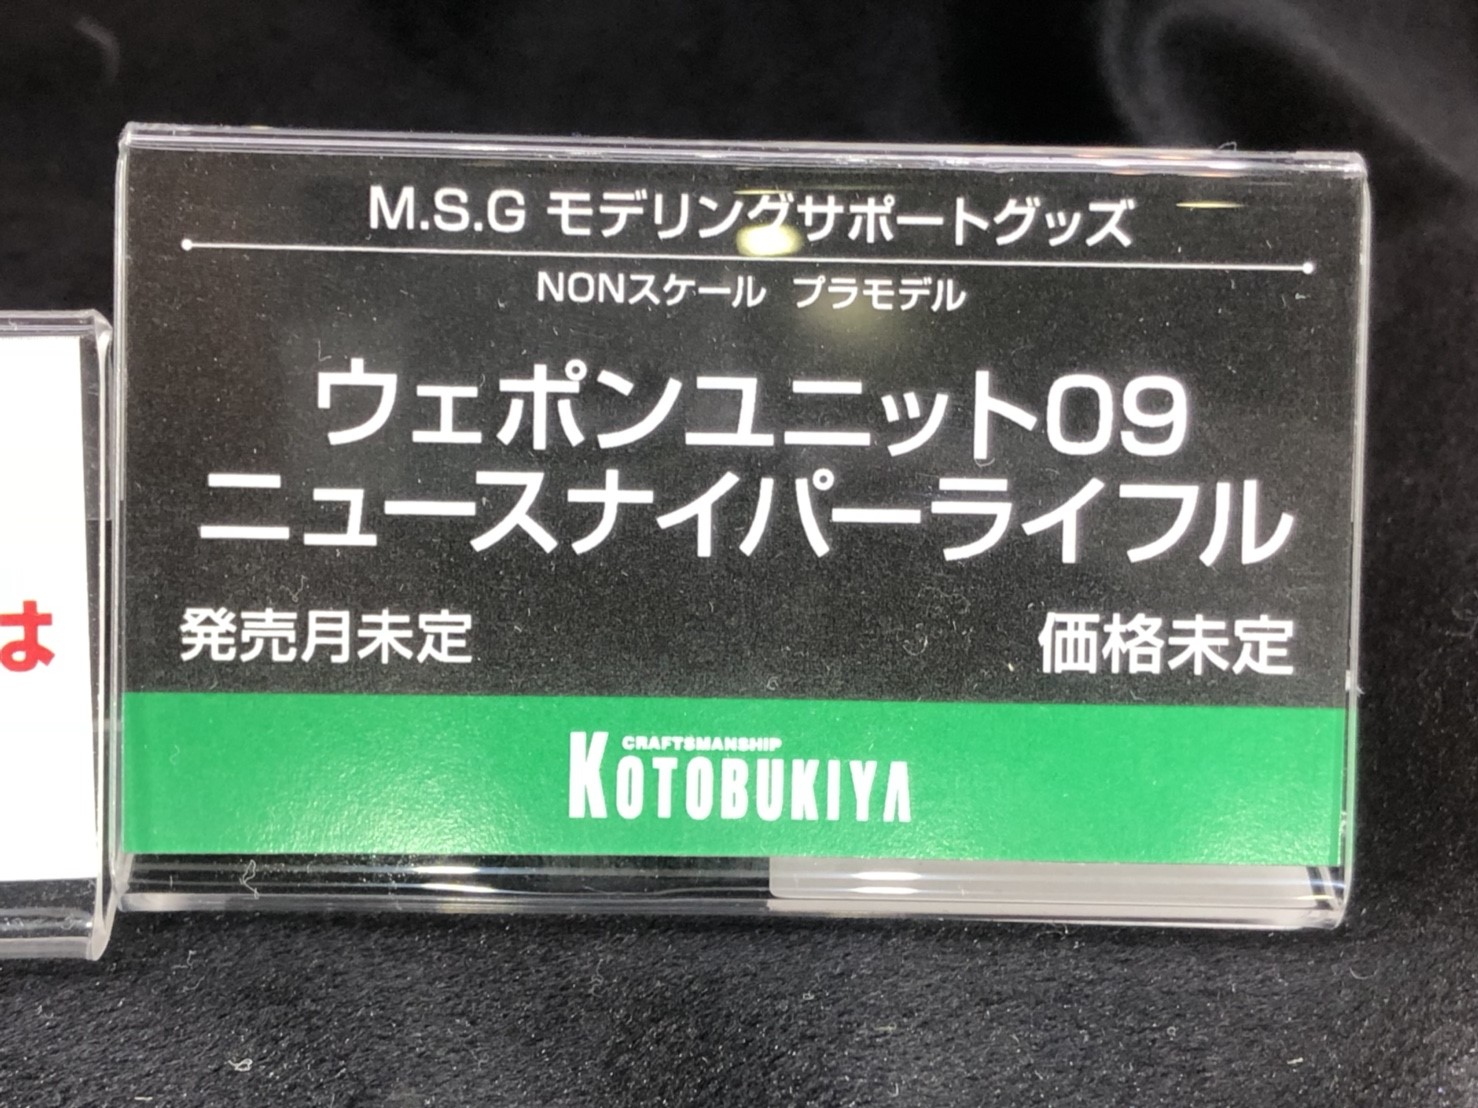 M.S.G モデリングサポートグッズ
NONスケール プラモデル
ウェポンユニット09
ニュースナイパーライフル
発売月未定 価格未定
CRAFTSMANSHIP
KOTOBUKIYA
は